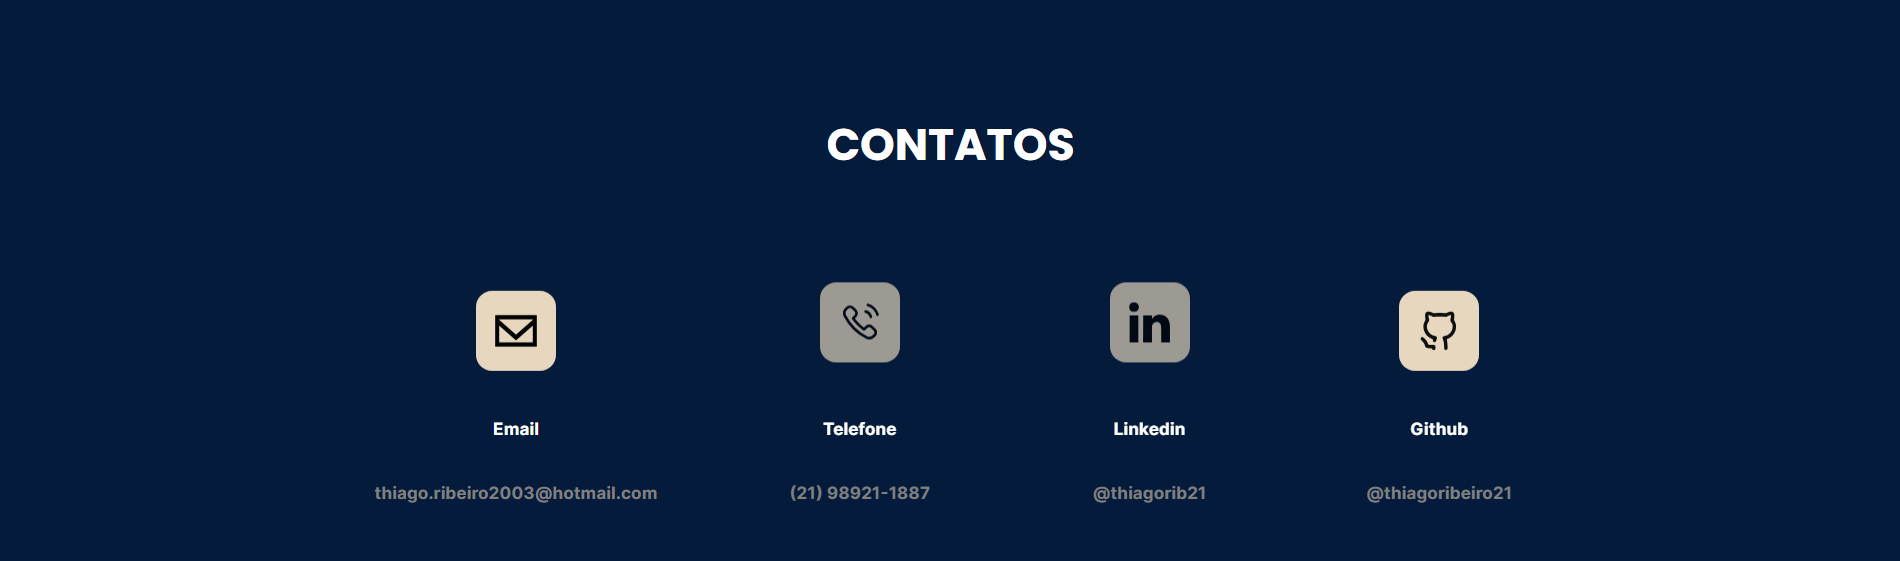 CONTATOS
in
Email
Telefone
Linkedin
Github
thiago.ribeiro2003@hotmail.com
(21) 98921-1887
@thiagorib21
@thiagoribeiro21